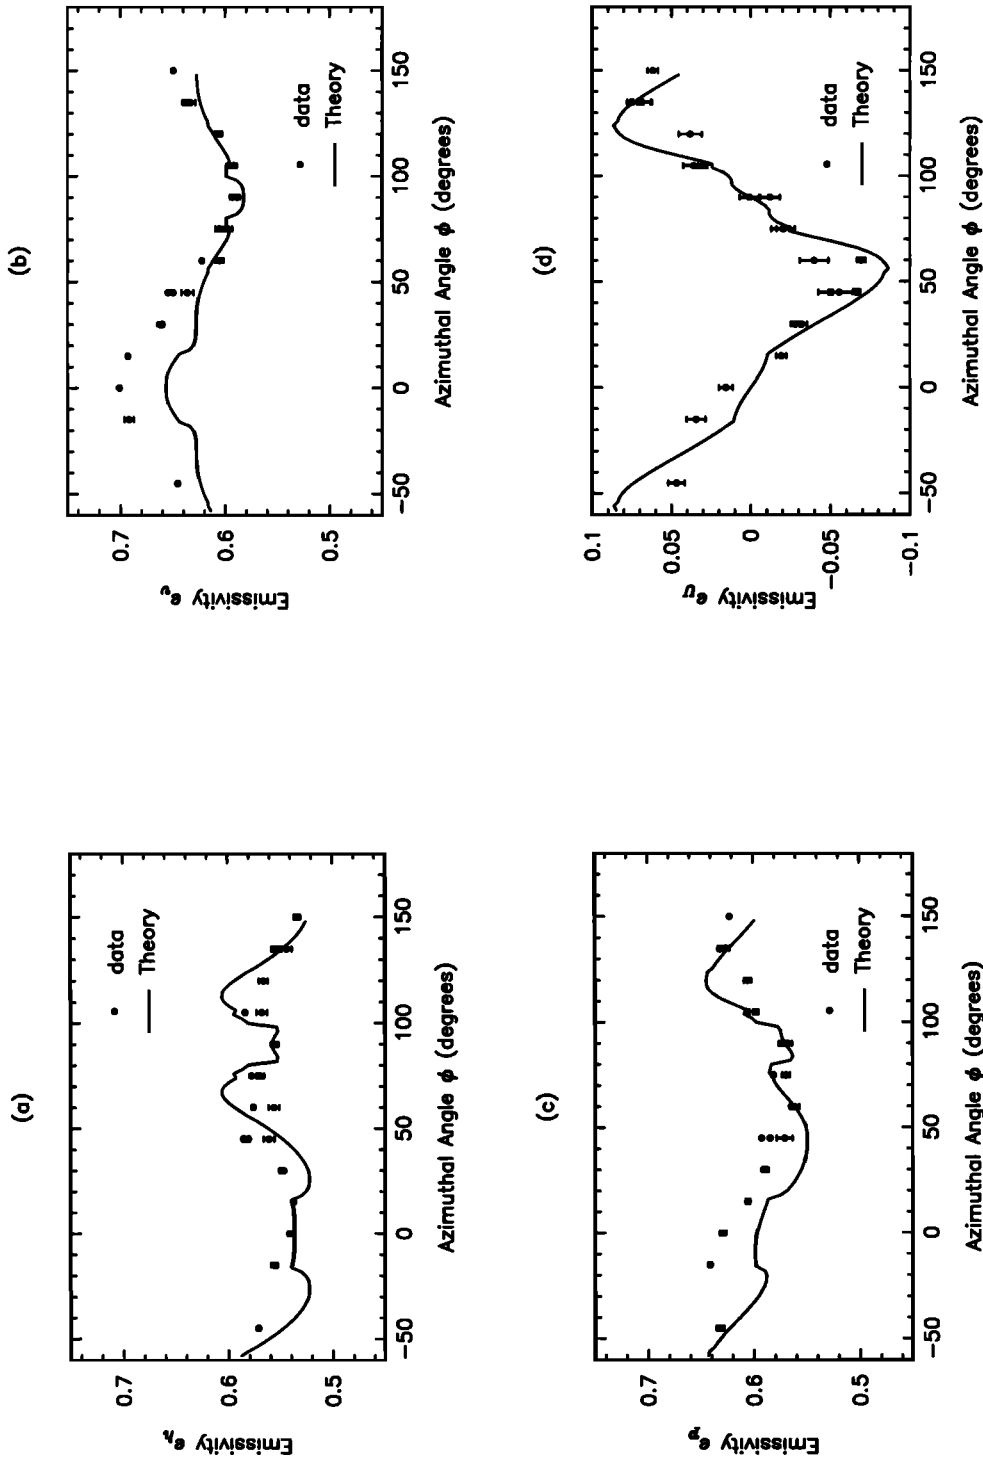 (a)
0.7
0.6
0.5
Emissivity e_h
data
Theory
−50 0 50 100 150
Azimuthal Angle ϕ (degrees)
(b)
0.7
0.6
0.5
Emissivity e_v
data
Theory
−50 0 50 100 150
Azimuthal Angle ϕ (degrees)
(c)
0.7
0.6
0.5
Emissivity e_p
data
Theory
−50 0 50 100 150
Azimuthal Angle ϕ (degrees)
(d)
0.1
0.05
0
−0.05
−0.1
Emissivity e_U
data
Theory
−50 0 50 100 150
Azimuthal Angle ϕ (degrees)